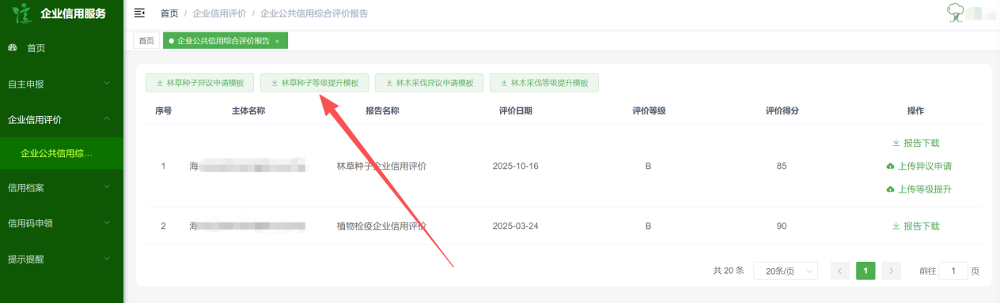 企业信用服务
首页 / 企业信用评价 / 企业公共信用综合评价报告
首页
企业公共信用综合评价报告 ×
首页
自主申报
企业信用评价
企业公共信用综…
信用档案
信用码申领
提示提醒
林草种子异议申请模板 林草种子等级提升模板 林木采伐异议申请模板 林木采伐等级提升模板
序号 主体名称 报告名称 评价日期 评价等级 评价得分 操作
1 海 林草种子企业信用评价 2025-10-16 B 85
报告下载
上传异议申请
上传等级提升
2 海 植物检疫企业信用评价 2025-03-24 B 90 报告下载
共 20 条 20条/页 < 1 > 前往 1 页